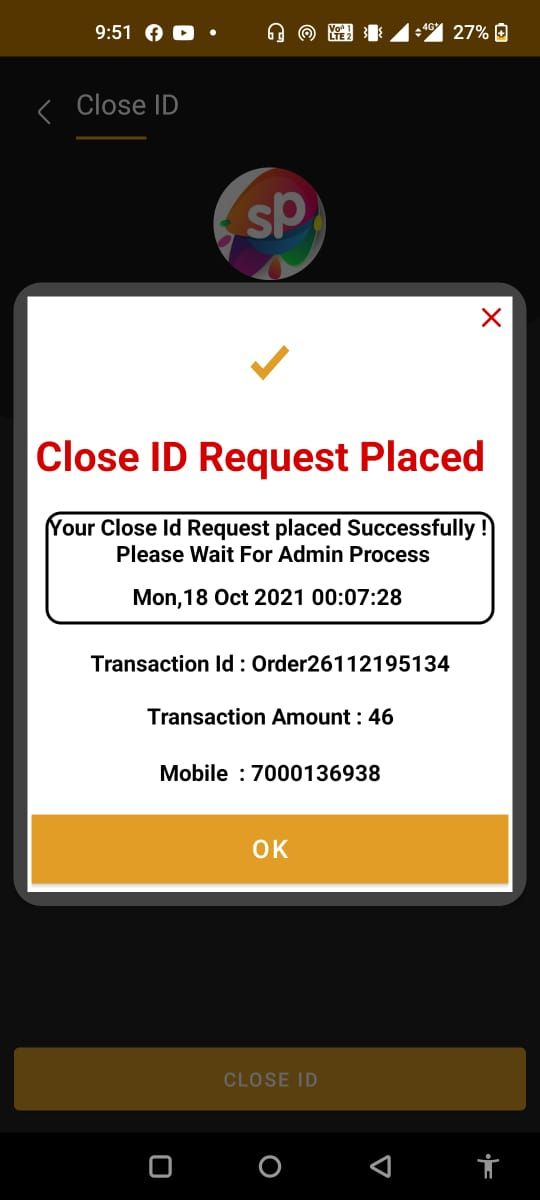 9:51 VoA 1 LTE 2 4G+ 27%
Close ID
sp
Close ID Request Placed
Your Close Id Request placed Successfully !
Please Wait For Admin Process
Mon,18 Oct 2021 00:07:28
Transaction Id : Order26112195134
Transaction Amount : 46
Mobile : 7000136938
OK
CLOSE ID